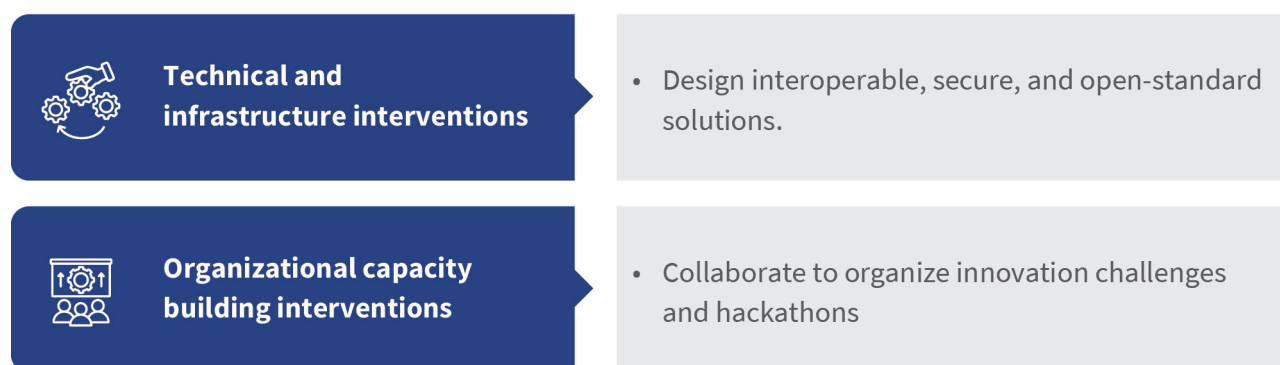 Technical and
infrastructure interventions
• Design interoperable, secure, and open-standard
solutions.
Organizational capacity
building interventions
• Collaborate to organize innovation challenges
and hackathons